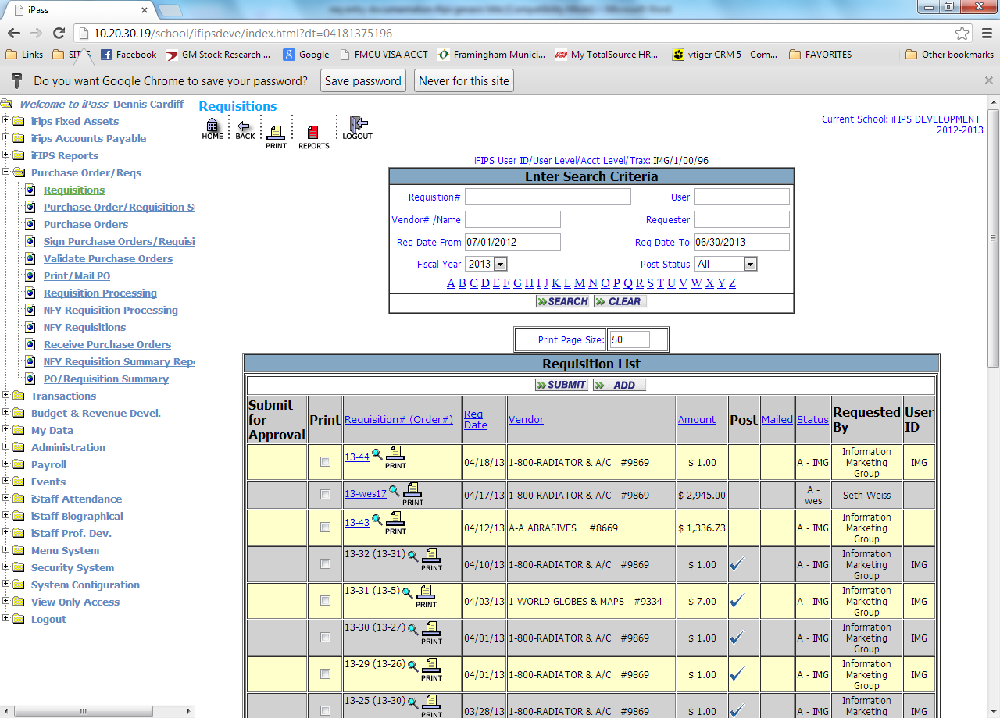 iPass
10.20.30.19/school/ifipsdeve/index.html?dt=04181375196
Links
Facebook
GM Stock Research ...
Google
FMCU VISA ACCT
Framingham Munici...
My TotalSource HR...
vtiger CRM 5 - Com...
FAVORITES
Other bookmarks
Do you want Google Chrome to save your password?
Save password
Never for this site
Welcome to iPass Dennis Cardiff
iFips Fixed Assets
iFips Accounts Payable
iFIPS Reports
Purchase Order/Reqs
Requisitions
Purchase Order/Requisition
Purchase Orders
Sign Purchase Orders/Requisi
Validate Purchase Orders
Print/Mail PO
Requisition Processing
NFY Requisition Processing
NFY Requisitions
Receive Purchase Orders
NFY Requisition Summary Rep
PO/Requisition Summary
Transactions
Budget & Revenue Devel.
My Data
Administration
Payroll
Events
iStaff Attendance
iStaff Biographical
iStaff Prof. Dev.
Menu System
Security System
System Configuration
View Only Access
Logout
Requisitions
HOME BACK PRINT REPORTS LOGOUT
Current School: iFIPS DEVELOPMENT
2012-2013
iFIPS User ID/User Level/Acct Level/Trax: IMG/1/00/96
Enter Search Criteria
Requisition# User
Vendor# /Name Requester
Req Date From 07/01/2012 Req Date To 06/30/2013
Fiscal Year 2013 Post Status All
A B C D E F G H I J K L M N O P Q R S T U V W X Y Z
SEARCH CLEAR
Print Page Size: 50
Requisition List
SUBMIT ADD
Submit for Approval Print Requisition# (Order#) Req Date Vendor Amount Post Mailed Status Requested By User ID
13-44 PRINT 04/18/13 1-800-RADIATOR & A/C #9869 $ 1.00 A - IMG Information Marketing Group IMG
13-wes17 PRINT 04/17/13 1-800-RADIATOR & A/C #9869 $ 2,945.00 A - wes Seth Weiss
13-43 PRINT 04/12/13 A-A ABRASIVES #8669 $ 1,336.73 A - IMG Information Marketing Group IMG
13-32 (13-31) PRINT 04/10/13 1-800-RADIATOR & A/C #9869 $ 1.00 A - IMG Information Marketing Group IMG
13-31 (13-5) PRINT 04/03/13 1-WORLD GLOBES & MAPS #9334 $ 7.00 A - IMG Information Marketing Group IMG
13-30 (13-27) PRINT 04/01/13 1-800-RADIATOR & A/C #9869 $ 1.00 A - IMG Information Marketing Group IMG
13-29 (13-26) PRINT 04/01/13 1-800-RADIATOR & A/C #9869 $ 1.00 A - IMG Information Marketing Group IMG
13-25 (13-30) PRINT 03/28/13 1-800-RADIATOR & A/C #9869 $ 1.00 A - IMG Information Marketing IMG